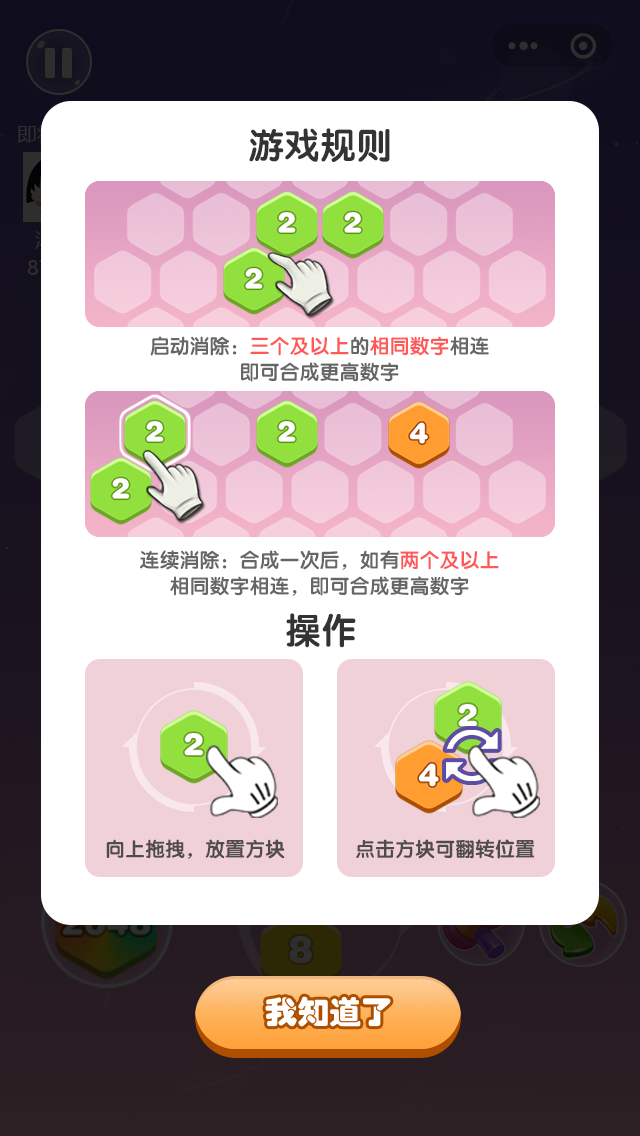 游戏规则
2 2
2
启动消除：三个及以上的相同数字相连
即可合成更高数字
2 2 4
2
连续消除：合成一次后，如有两个及以上
相同数字相连，即可合成更高数字
操作
2
2
4
向上拖拽，放置方块
点击方块可翻转位置
2048
8
我知道了